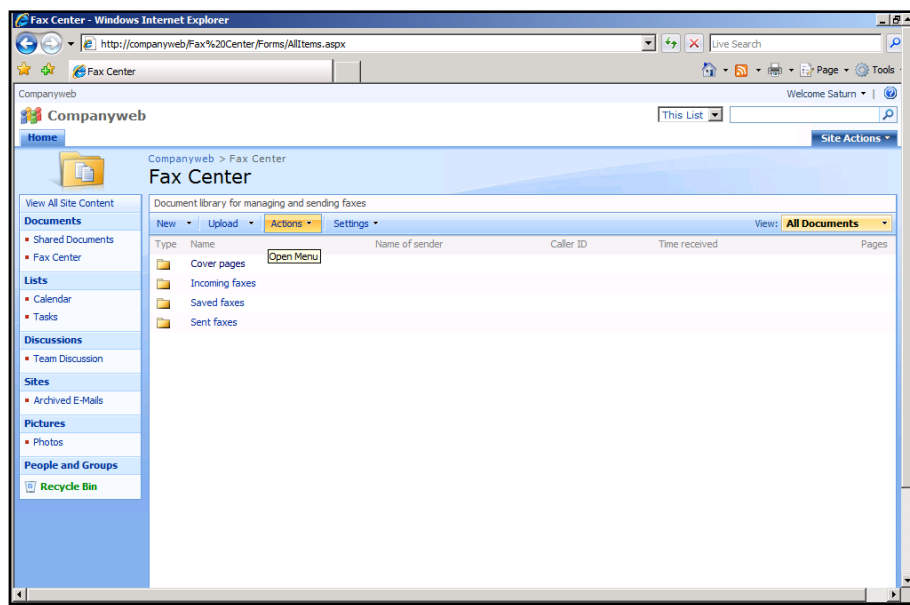 Fax Center - Windows Internet Explorer
http://companyweb/Fax%20Center/Forms/AllItems.aspx
Live Search
Fax Center
Page
Tools
Companyweb
Welcome Saturn
Companyweb
This List
Home
Site Actions
Companyweb > Fax Center
Fax Center
View All Site Content
Documents
Shared Documents
Fax Center
Lists
Calendar
Tasks
Discussions
Team Discussion
Sites
Archived E-Mails
Pictures
Photos
People and Groups
Recycle Bin
Document library for managing and sending faxes
New Upload Actions Settings View: All Documents
Type Name Name of sender Caller ID Time received Pages
Open Menu
Cover pages
Incoming faxes
Saved faxes
Sent faxes